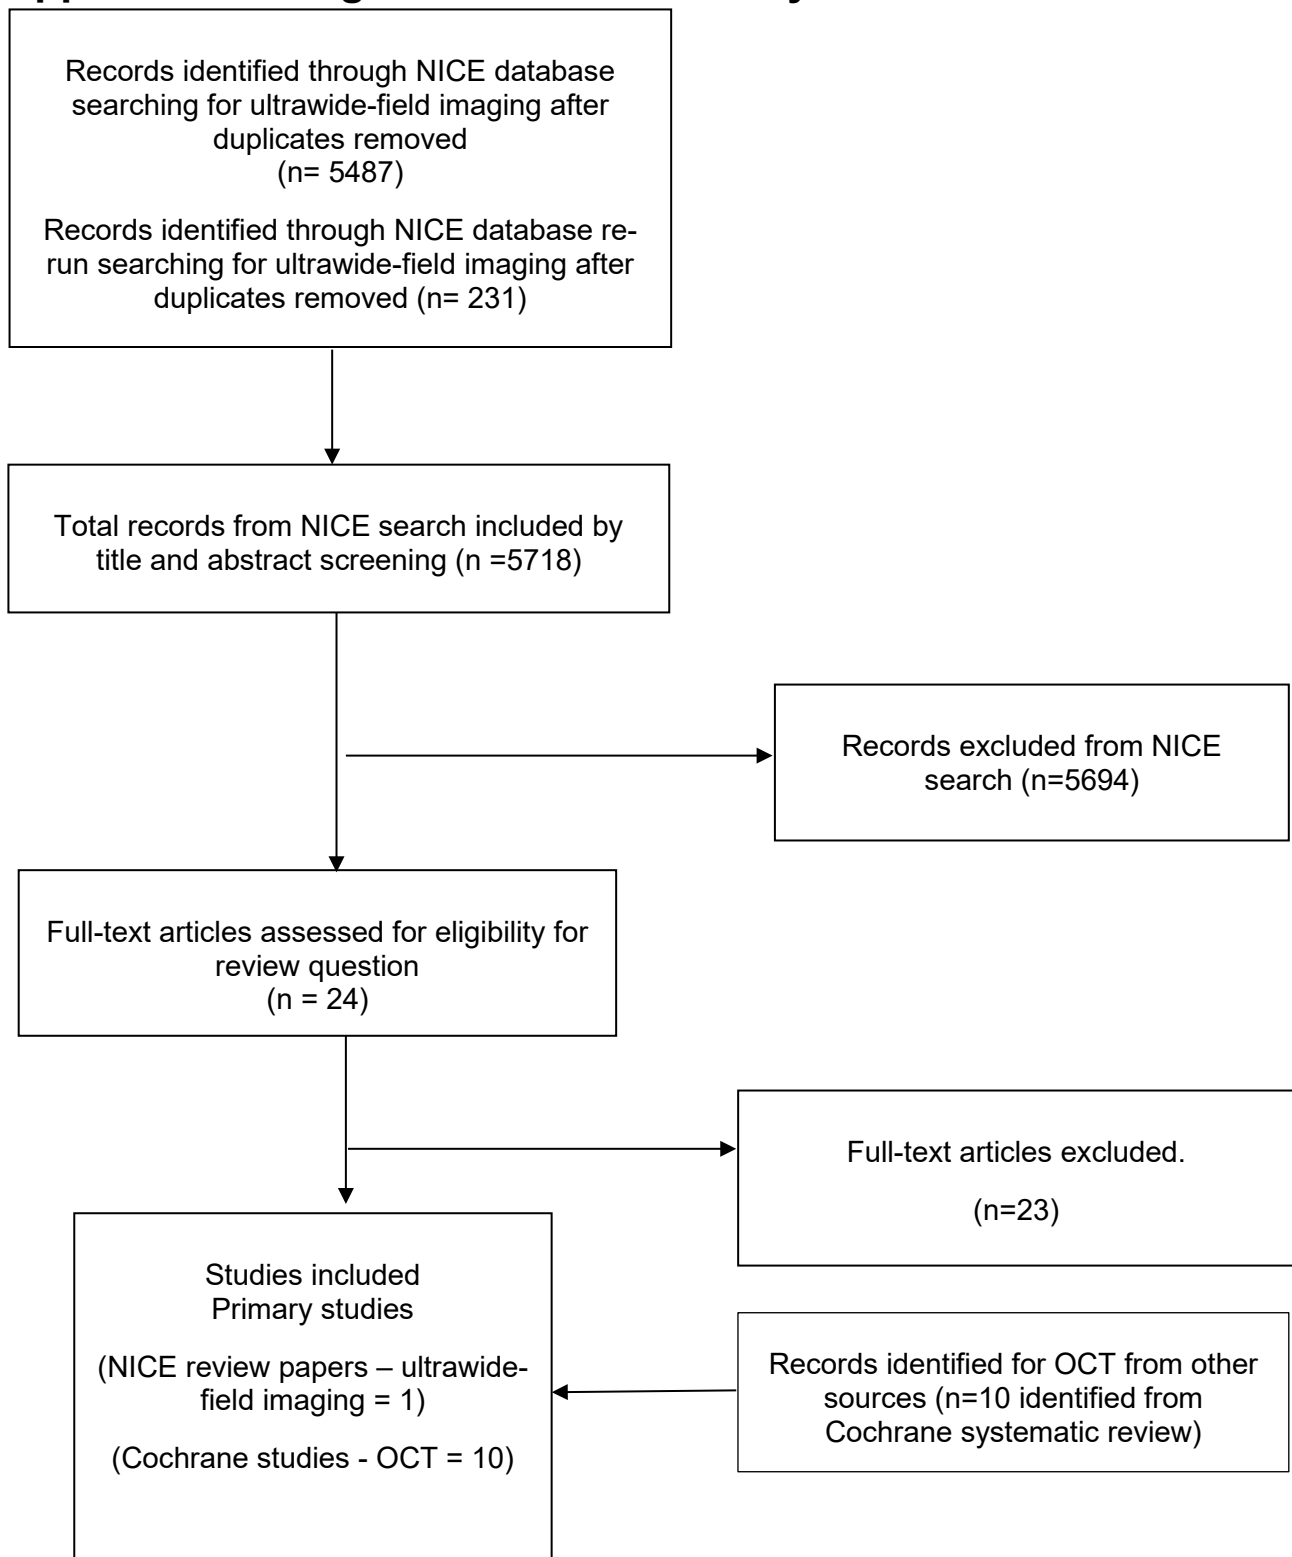 Records identified through NICE database
searching for ultrawide-field imaging after
duplicates removed
(n= 5487)
Records identified through NICE database re-
run searching for ultrawide-field imaging after
duplicates removed (n= 231)
Total records from NICE search included by
title and abstract screening (n =5718)
Records excluded from NICE
search (n=5694)
Full-text articles assessed for eligibility for
review question
(n = 24)
Full-text articles excluded.
(n=23)
Studies included
Primary studies
(NICE review papers – ultrawide-
field imaging = 1)
(Cochrane studies - OCT = 10)
Records identified for OCT from other
sources (n=10 identified from
Cochrane systematic review)